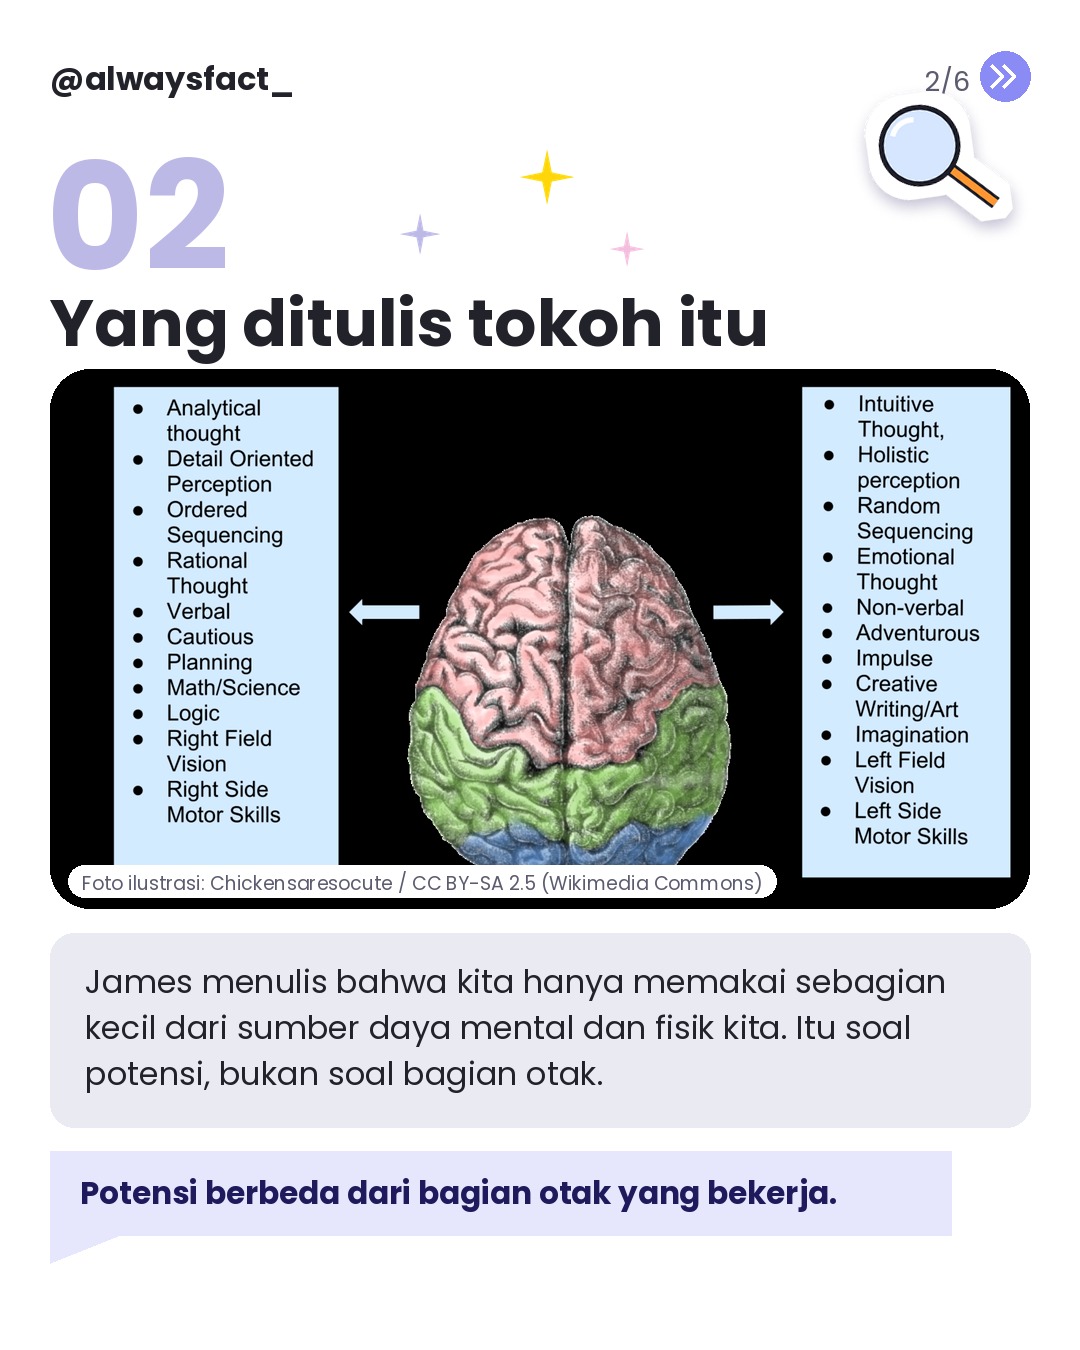 @alwaysfact_
2/6
02
Yang ditulis tokoh itu
● Analytical
thought
● Detail Oriented
Perception
● Ordered
Sequencing
● Rational
Thought
● Verbal
● Cautious
● Planning
● Math/Science
● Logic
● Right Field
Vision
● Right Side
Motor Skills
● Intuitive
Thought,
● Holistic
perception
● Random
Sequencing
● Emotional
Thought
● Non-verbal
● Adventurous
● Impulse
● Creative
Writing/Art
● Imagination
● Left Field
Vision
● Left Side
Motor Skills
Foto ilustrasi: Chickensaresocute / CC BY-SA 2.5 (Wikimedia Commons)
James menulis bahwa kita hanya memakai sebagian
kecil dari sumber daya mental dan fisik kita. Itu soal
potensi, bukan soal bagian otak.
Potensi berbeda dari bagian otak yang bekerja.